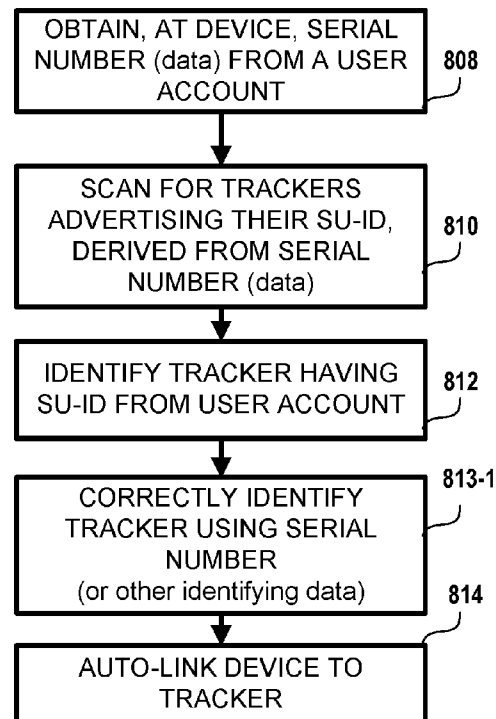 OBTAIN, AT DEVICE, SERIAL
NUMBER (data) FROM A USER
ACCOUNT
808
SCAN FOR TRACKERS
ADVERTISING THEIR SU-ID,
DERIVED FROM SERIAL
NUMBER (data)
810
IDENTIFY TRACKER HAVING
SU-ID FROM USER ACCOUNT
812
CORRECTLY IDENTIFY
TRACKER USING SERIAL
NUMBER
(or other identifying data)
813-1
AUTO-LINK DEVICE TO
TRACKER
814